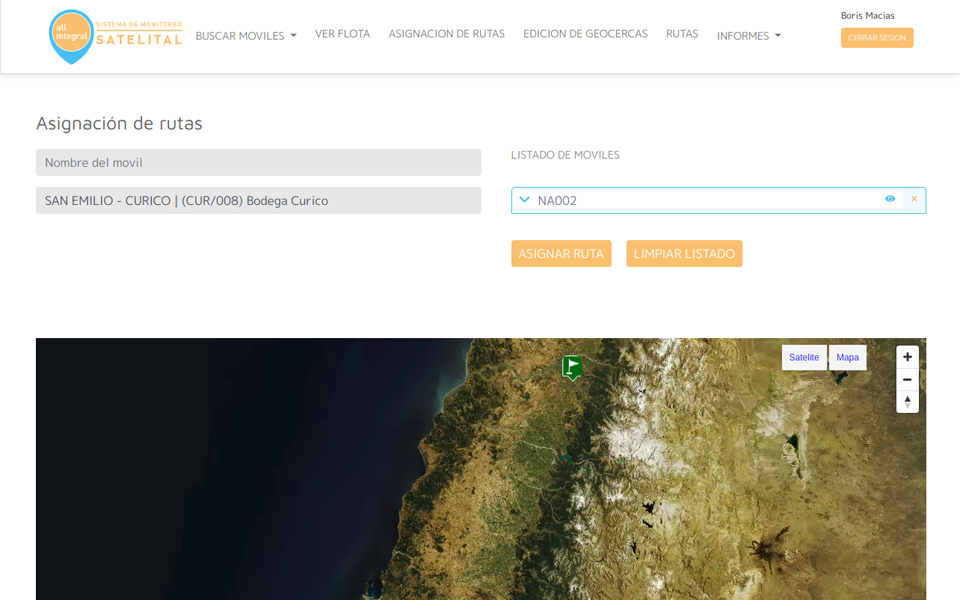 all
integral
SISTEMA DE MONITOREO
SATELITAL
BUSCAR MOVILES
VER FLOTA
ASIGNACION DE RUTAS
EDICION DE GEOCERCAS
RUTAS
INFORMES
Boris Macias
CERRAR SESION
Asignación de rutas
Nombre del movil
LISTADO DE MOVILES
SAN EMILIO - CURICO | (CUR/008) Bodega Curico
NA002
ASIGNAR RUTA
LIMPIAR LISTADO
Satelite
Mapa